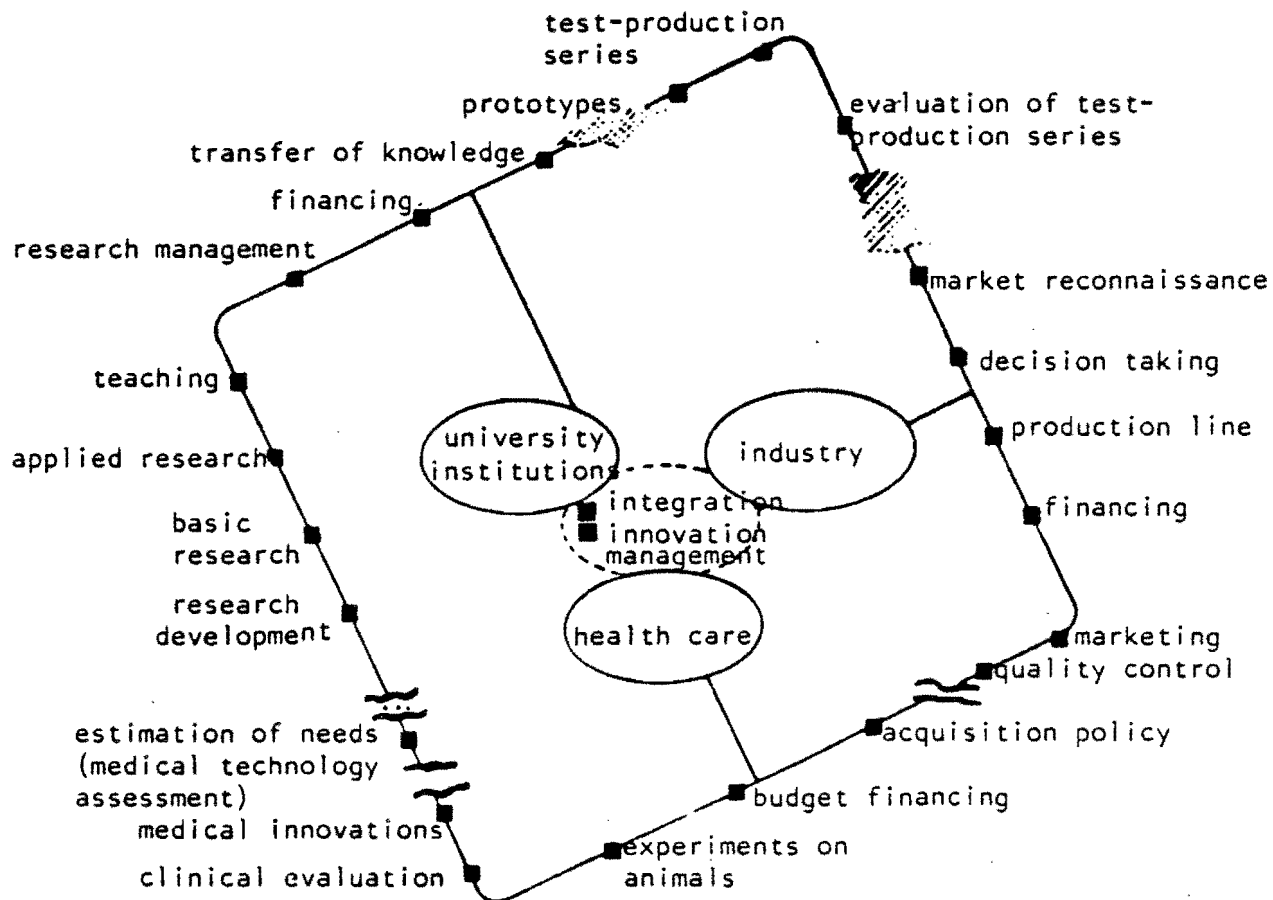 test-production
series
prototypes
evaluation of test-
production series
transfer of knowledge
financing
research management
market reconnaissance
decision taking
teaching
production line
university
institutions
industry
applied research
integration
innovation
management
financing
basic
research
research
development
health care
marketing
quality control
estimation of needs
(medical technology
assessment)
acquisition policy
budget financing
medical innovations
experiments on
animals
clinical evaluation